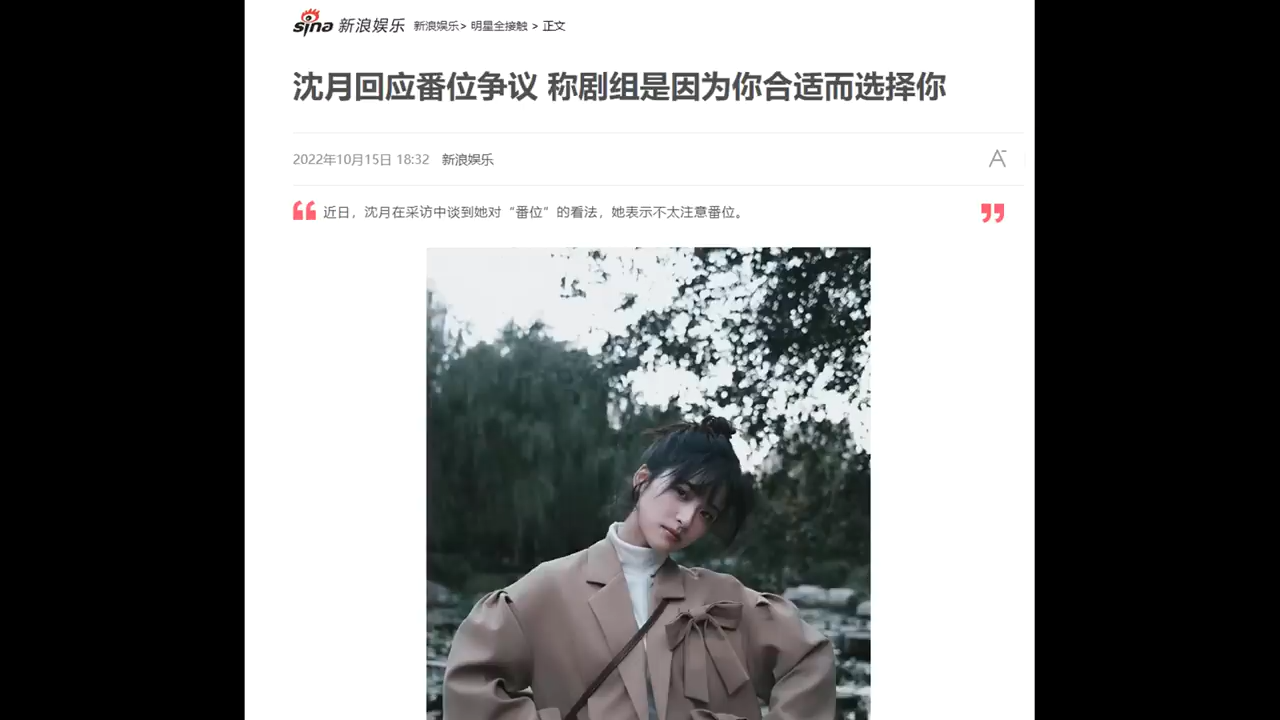 sina 新浪娱乐 新浪娱乐> 明星全接触 > 正文
沈月回应番位争议 称剧组是因为你合适而选择你
2022年10月15日 18:32 新浪娱乐 A-
“ 近日，沈月在采访中谈到她对“番位”的看法，她表示不太注意番位。 ”